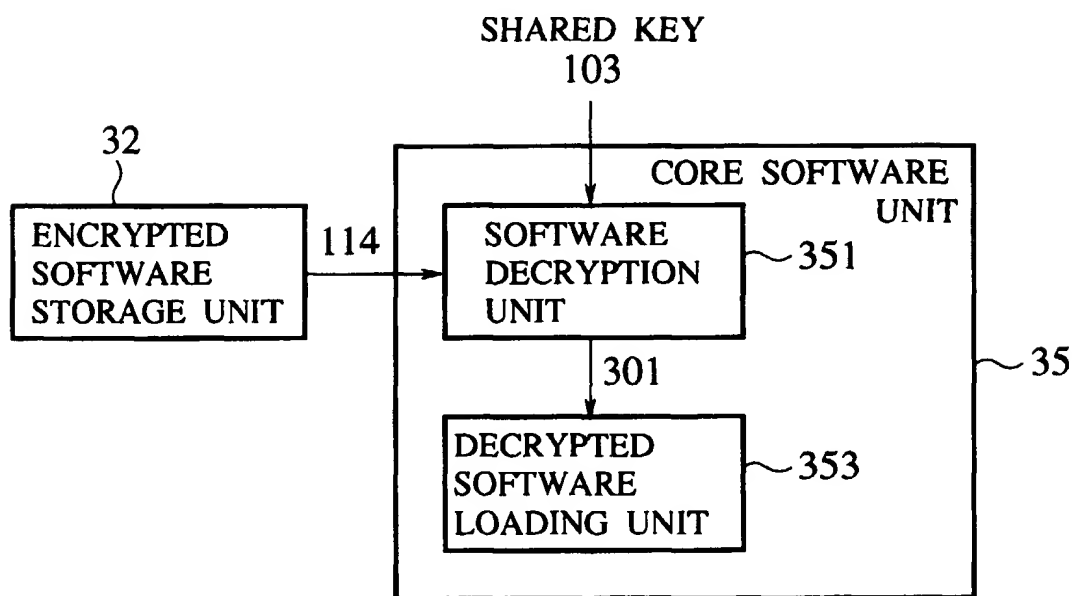 SHARED KEY
103
32
CORE SOFTWARE
UNIT
ENCRYPTED
SOFTWARE
STORAGE UNIT
114
SOFTWARE
DECRYPTION
UNIT
351
301
35
DECRYPTED
SOFTWARE
LOADING UNIT
353